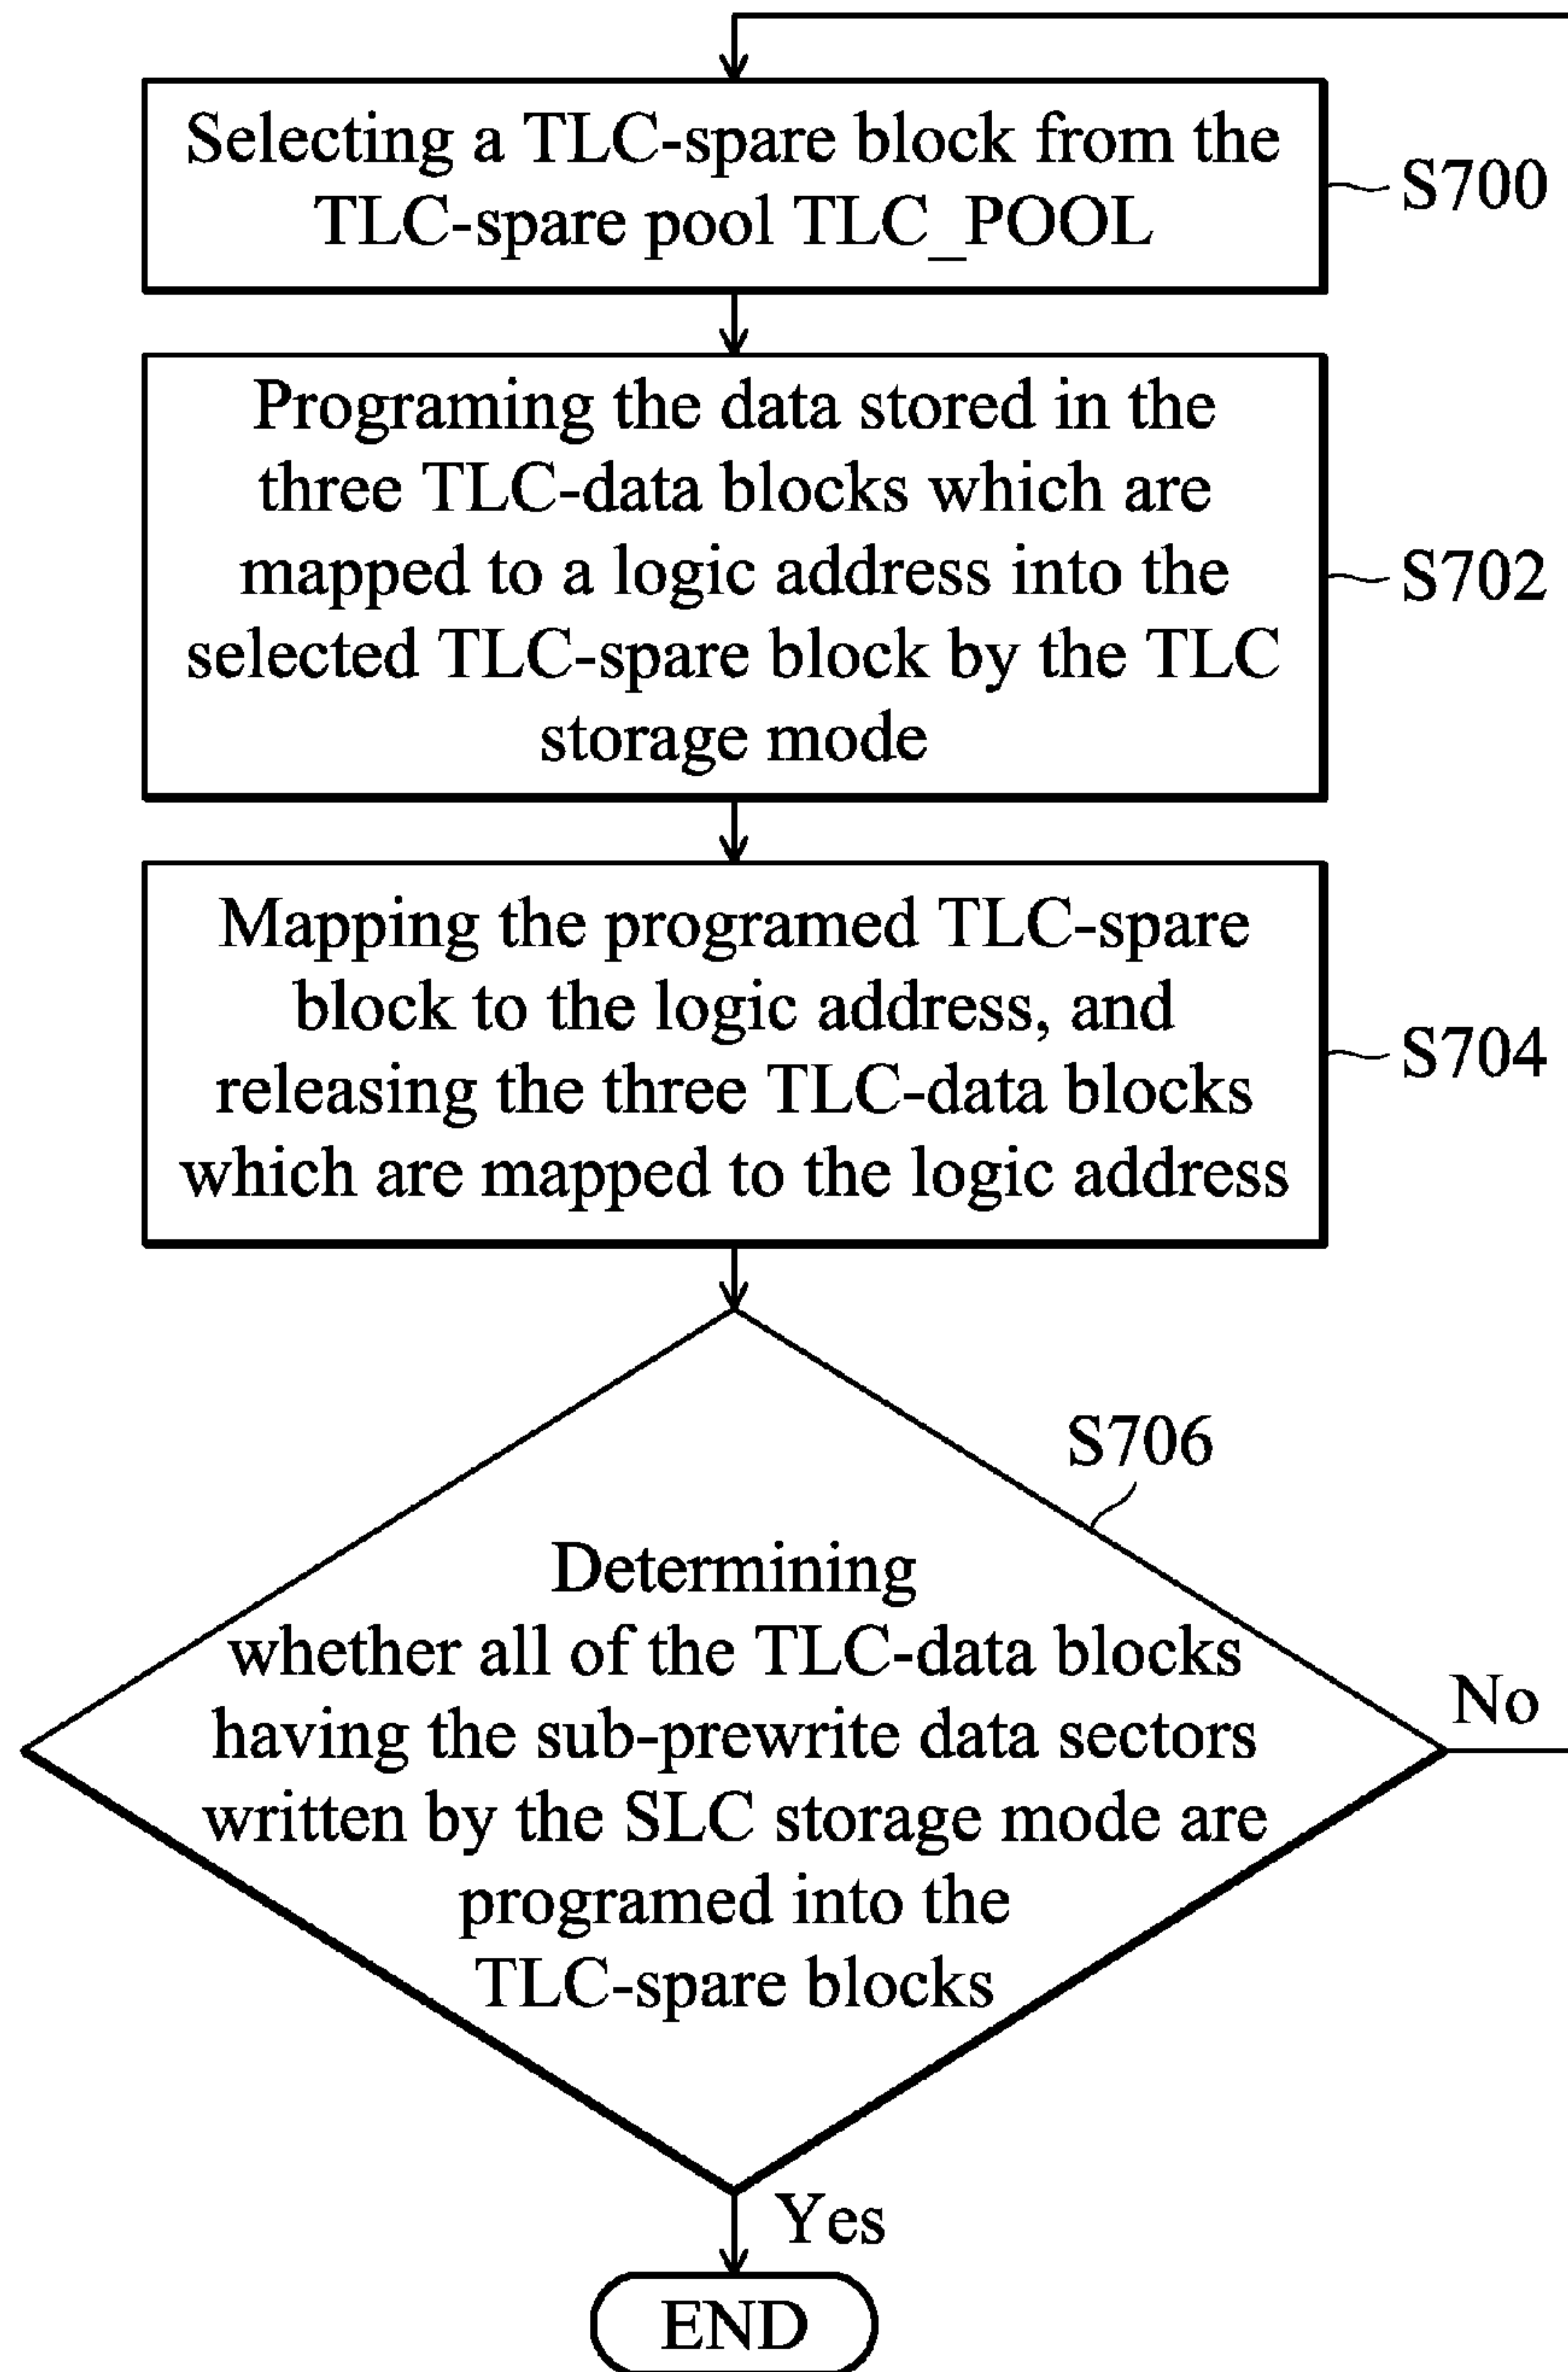 Selecting a TLC-spare block from the
TLC-spare pool TLC_POOL
S700
Programing the data stored in the
three TLC-data blocks which are
mapped to a logic address into the
selected TLC-spare block by the TLC
storage mode
S702
Mapping the programed TLC-spare
block to the logic address, and
releasing the three TLC-data blocks
which are mapped to the logic address
S704
S706
Determining
whether all of the TLC-data blocks
having the sub-prewrite data sectors
written by the SLC storage mode are
programed into the
TLC-spare blocks
No
Yes
END